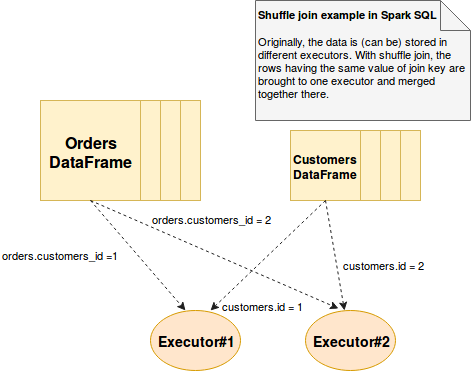 Shuffle join example in Spark SQL
Originally, the data is (can be) stored in
different executors. With shuffle join, the
rows having the same value of join key are
brought to one executor and merged
together there.
Orders
DataFrame
Customers
DataFrame
orders.customers_id = 2
orders.customers_id =1
customers.id = 2
customers.id = 1
Executor#1
Executor#2